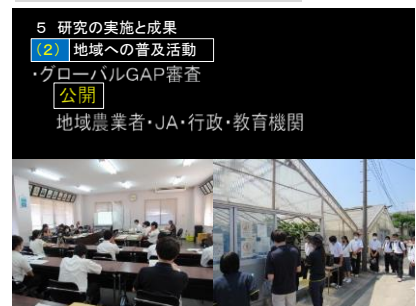 5 研究の実施と成果
（2） 地域への普及活動
・グローバルGAP審査
公開
地域農業者・JA・行政・教育機関